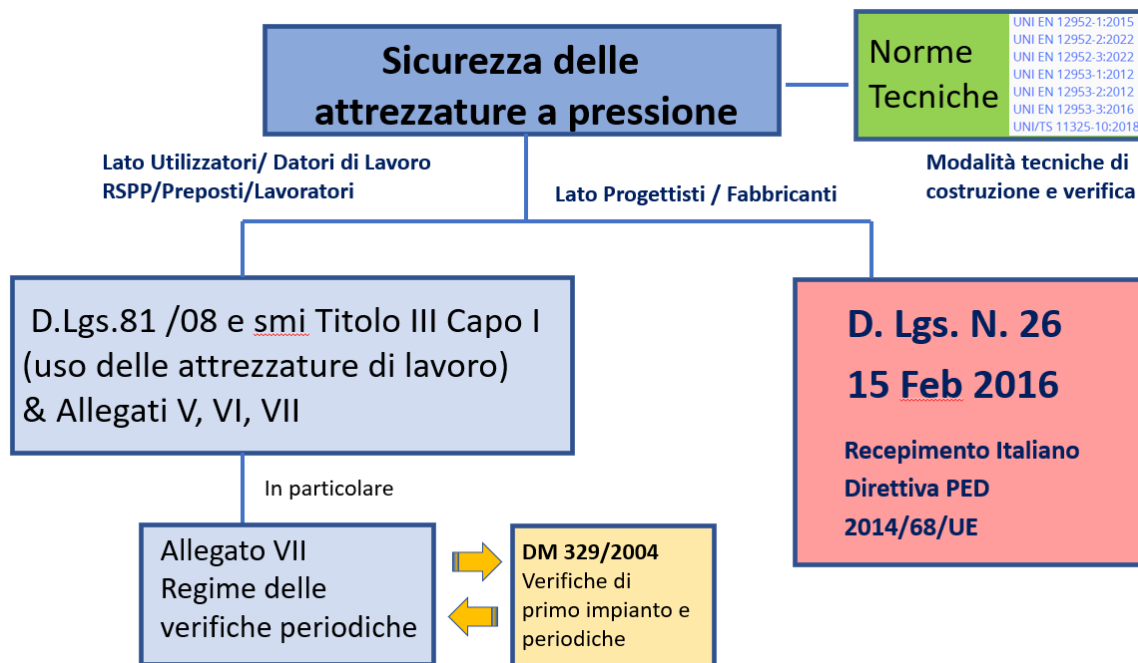 Sicurezza delle
attrezzature a pressione
Norme
Tecniche
UNI EN 12952-1:2015
UNI EN 12952-2:2022
UNI EN 12952-3:2022
UNI EN 12953-1:2012
UNI EN 12953-2:2012
UNI EN 12953-3:2016
UNI/TS 11325-10:2018
Lato Utilizzatori/ Datori di Lavoro
RSPP/Preposti/Lavoratori
Lato Progettisti / Fabbricanti
Modalità tecniche di
costruzione e verifica
D.Lgs.81 /08 e smi Titolo III Capo I
(uso delle attrezzature di lavoro)
& Allegati V, VI, VII
D. Lgs. N. 26
15 Feb 2016
Recepimento Italiano
Direttiva PED
2014/68/UE
In particolare
Allegato VII
Regime delle
verifiche periodiche
DM 329/2004
Verifiche di
primo impianto e
periodiche